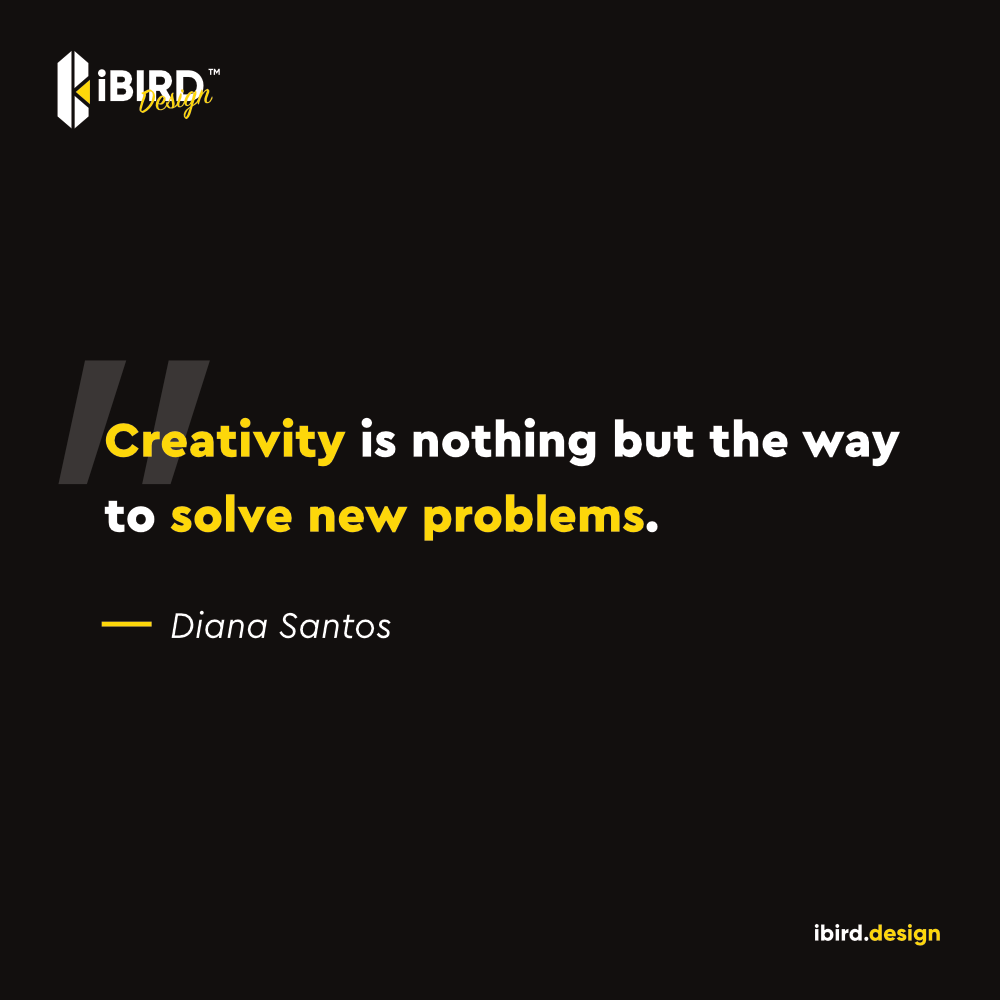 iBIRD™
Design
Creativity is nothing but the way
to solve new problems.
Diana Santos
ibird.design